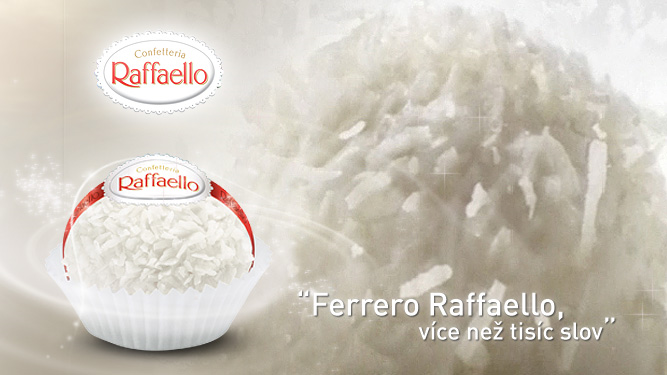 Confetteria
Raffaello
Confetteria
Raffaello
“Ferrero Raffaello,
více než tisíc slov”